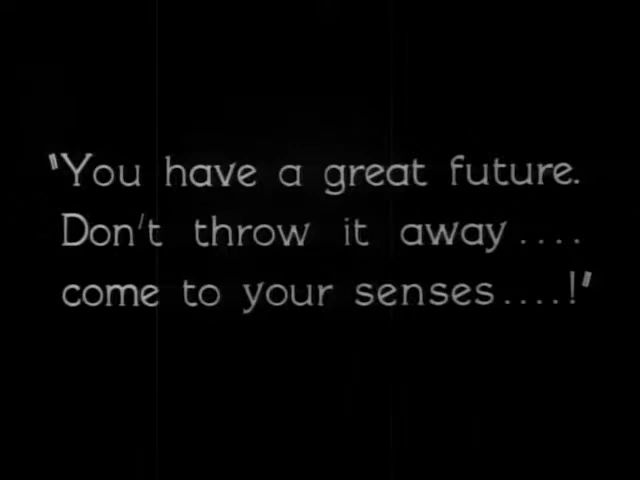 "You have a great future.
Don't throw it away....
come to your senses....!"